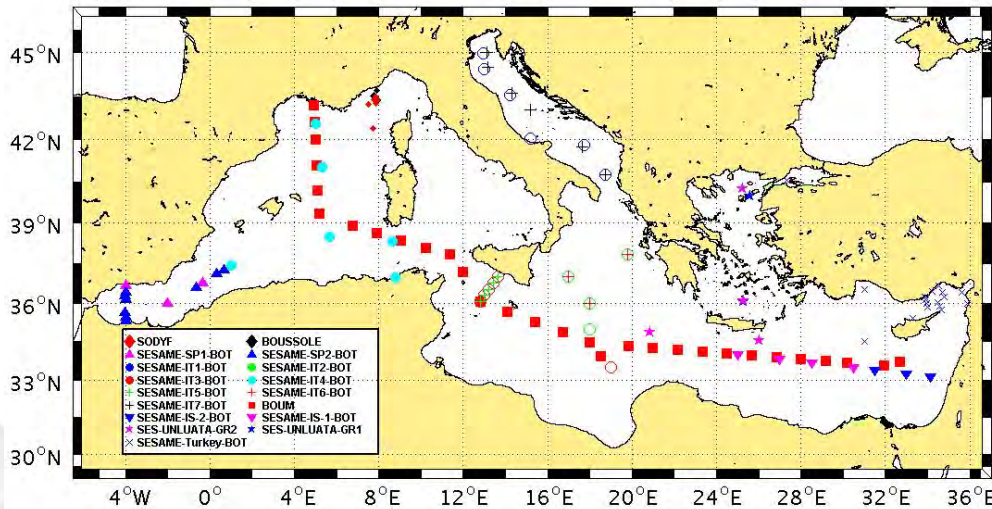 45°N
42°N
39°N
36°N
33°N
30°N
SODYF BOUSSOLE
SESAME-SP1-BOT SESAME-SP2-BOT
SESAME-IT1-BOT SESAME-IT2-BOT
SESAME-IT3-BOT SESAME-IT4-BOT
SESAME-IT5-BOT SESAME-IT6-BOT
SESAME-IT7-BOT BOUM
SESAME-IS-2-BOT SESAME-IS-1-BOT
SES-UNLUATA-GR2 SES-UNLUATA-GR1
SESAME-Turkey-BOT
4°W 0° 4°E 8°E 12°E 16°E 20°E 24°E 28°E 32°E 36°E